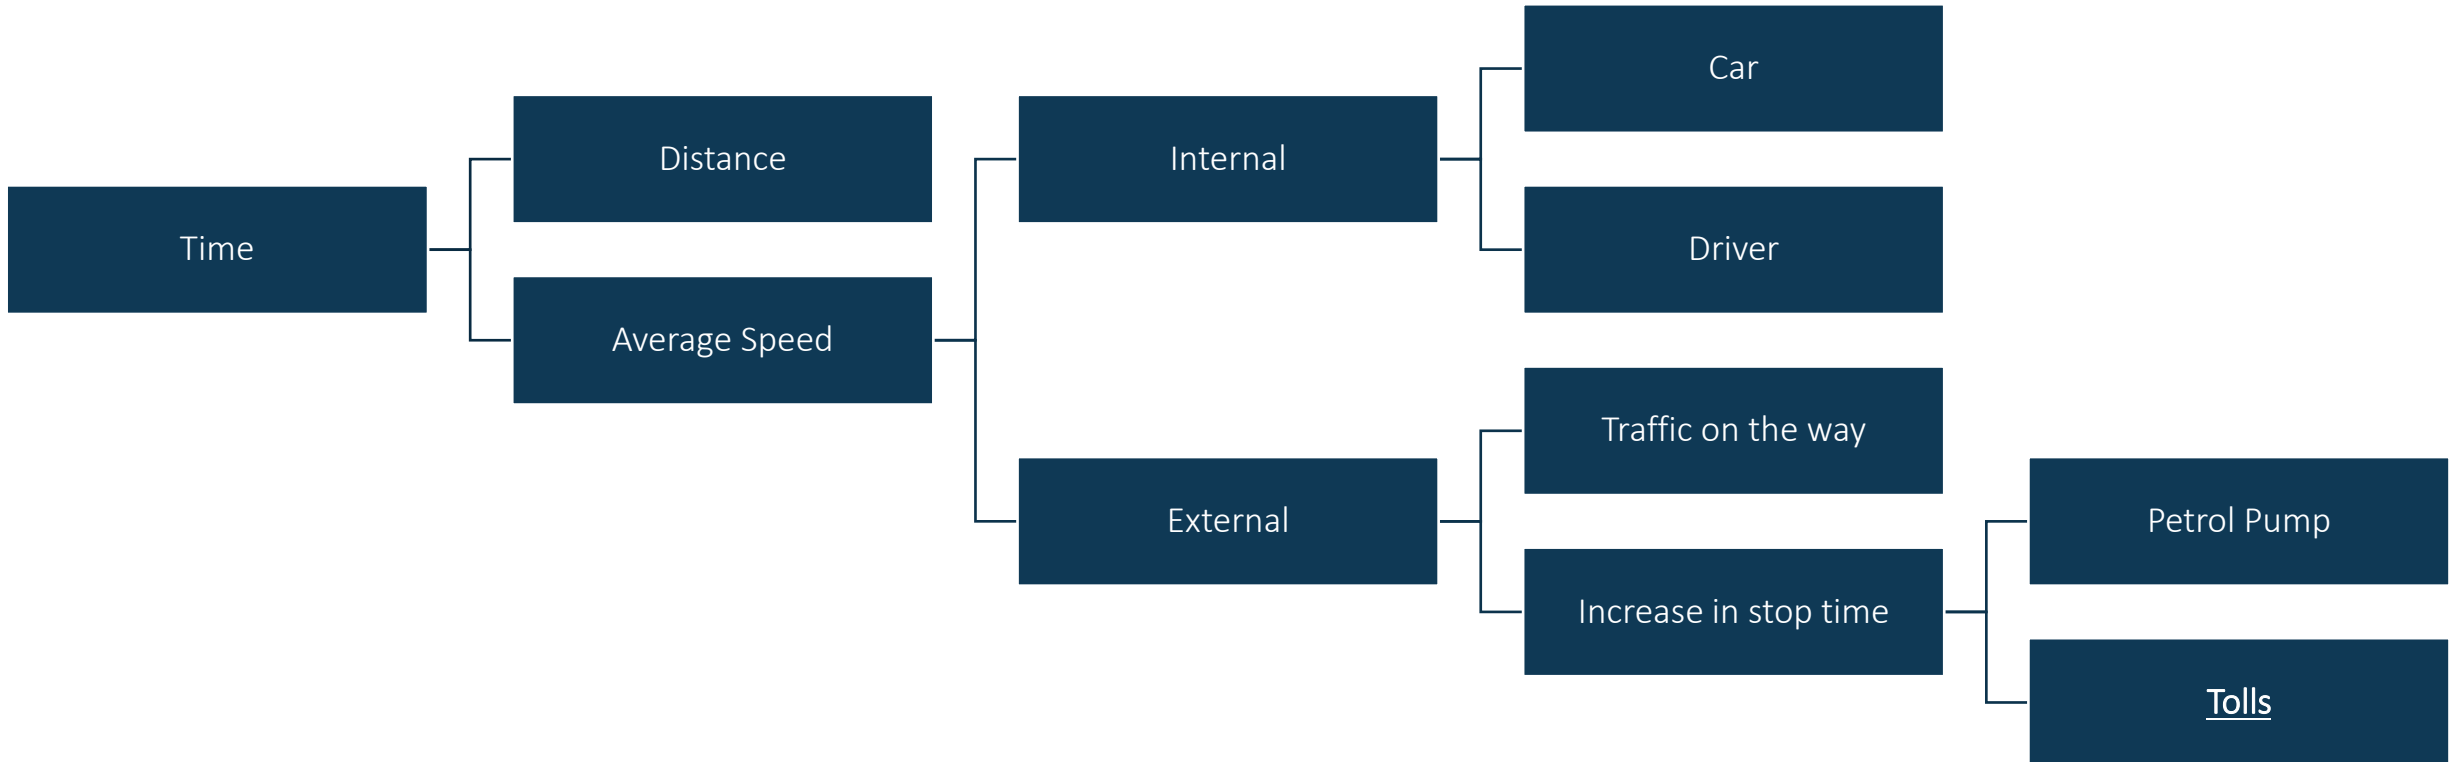 Time
Distance
Average Speed
Internal
External
Car
Driver
Traffic on the way
Increase in stop time
Petrol Pump
Tolls